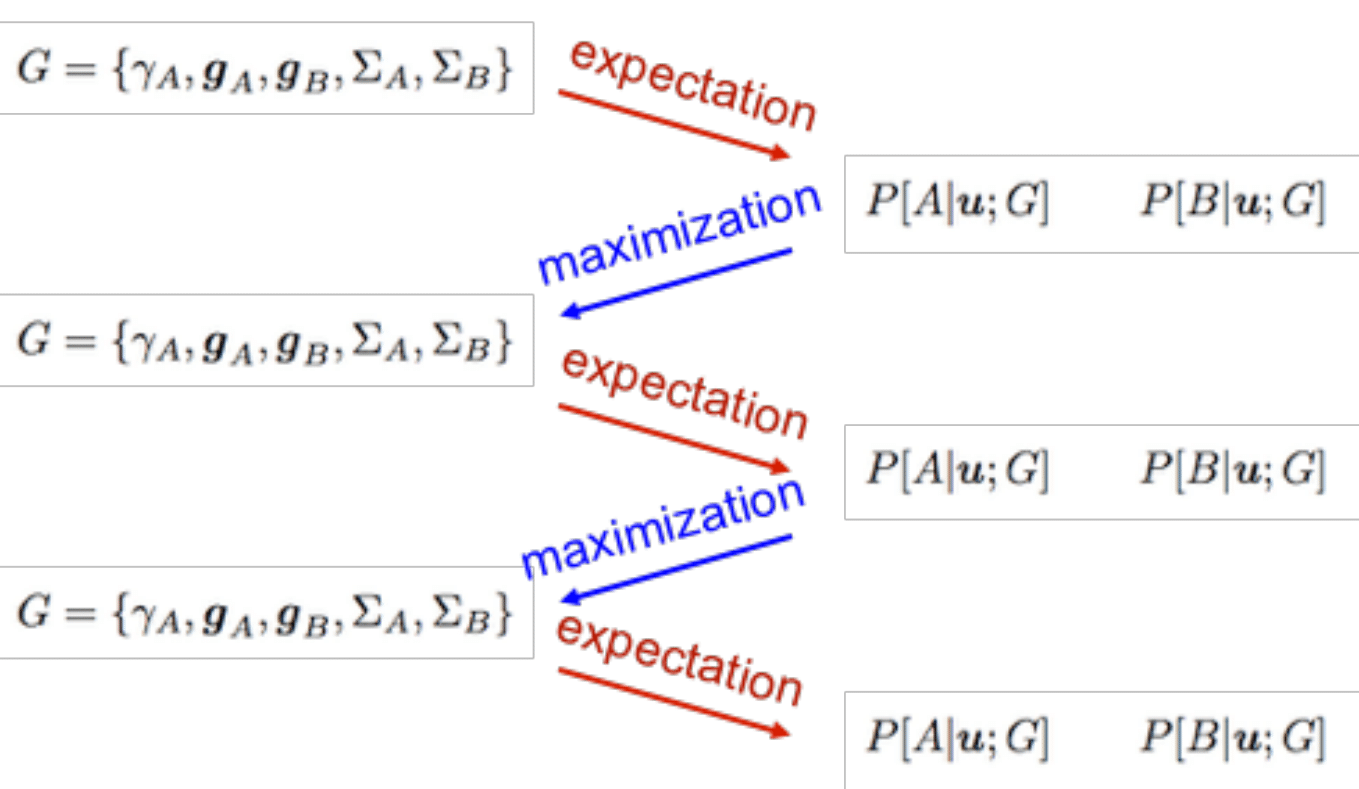 G = {γ_A, g_A, g_B, Σ_A, Σ_B}
expectation
P[A|u; G] P[B|u; G]
maximization
G = {γ_A, g_A, g_B, Σ_A, Σ_B}
expectation
P[A|u; G] P[B|u; G]
maximization
G = {γ_A, g_A, g_B, Σ_A, Σ_B}
expectation
P[A|u; G] P[B|u; G]